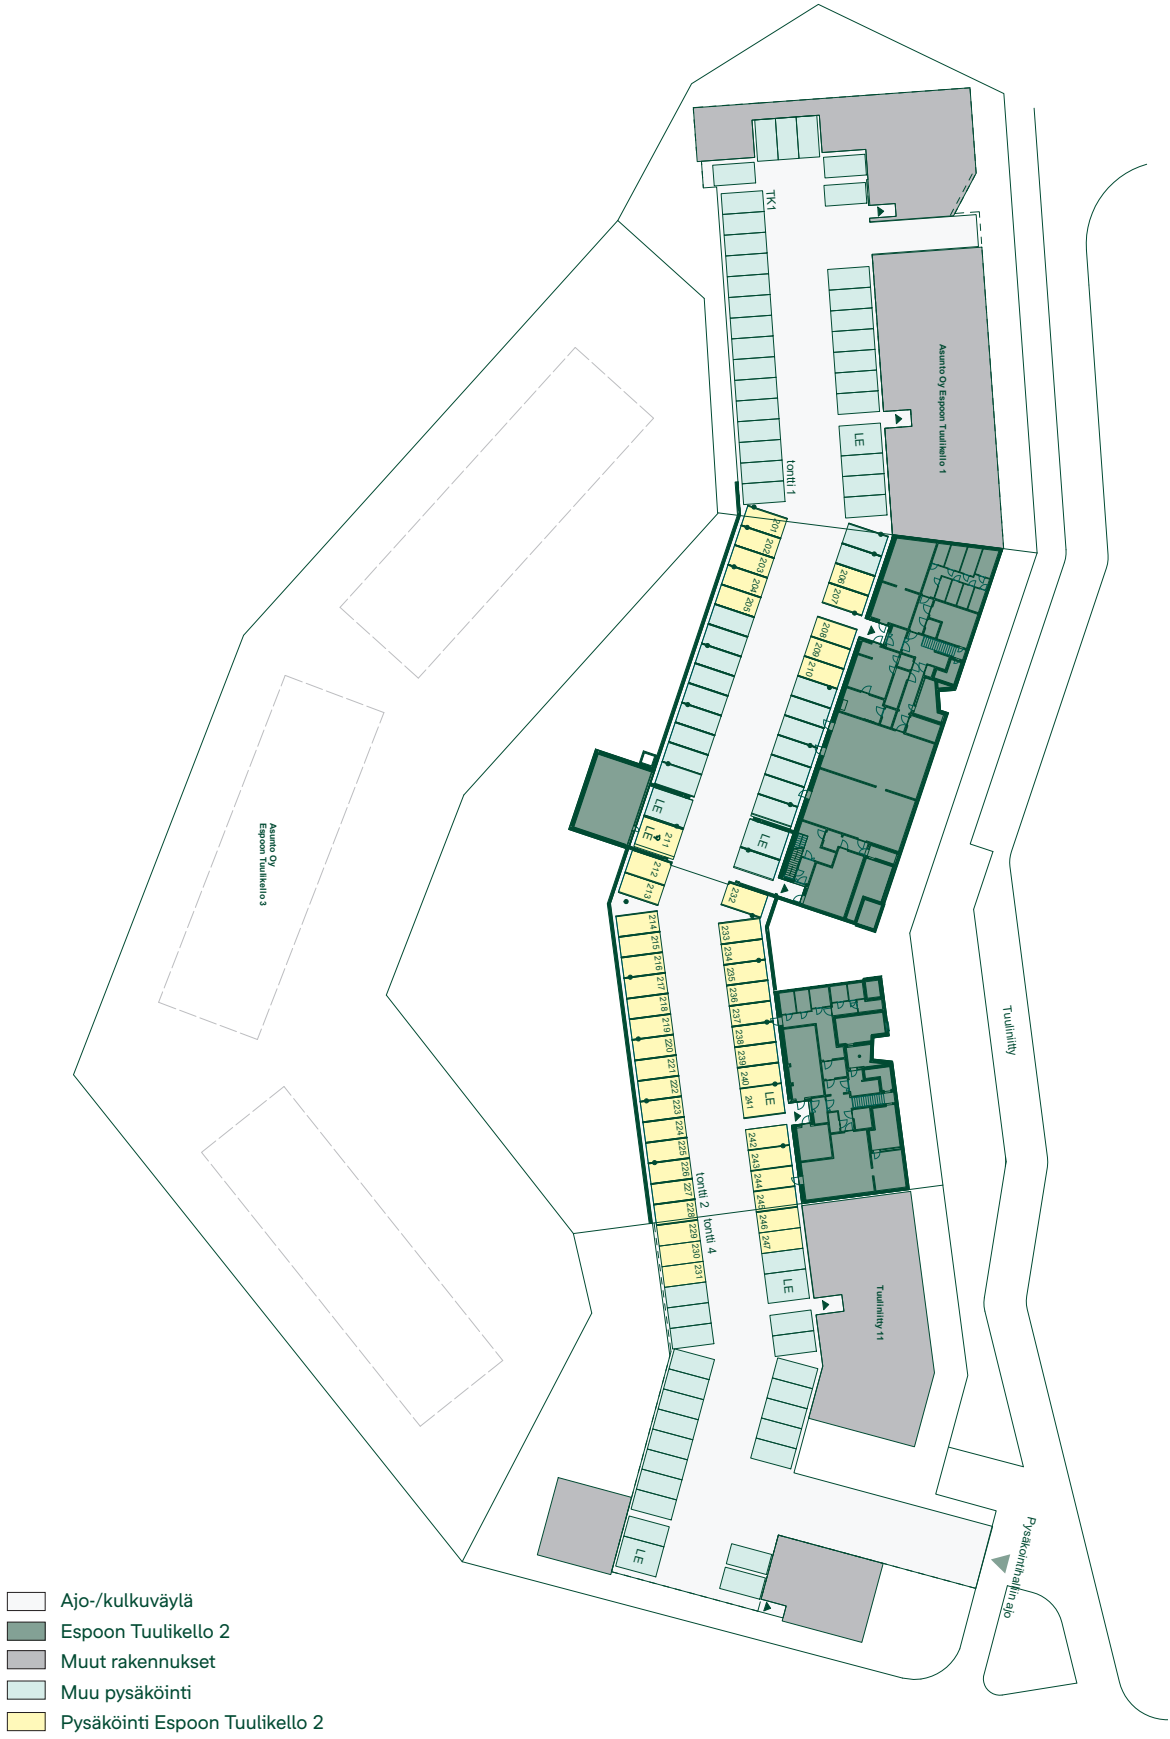 TK1
Asunto Oy Espoon Tuulikello 1
LE
tontti 1
201
202
203
204
205
206
207
208
209
210
LE
LE
211
LE
212
213
232
214
215
216
217
218
219
220
221
222
223
224
225
226
227
228
229
230
231
233
234
235
236
237
238
239
240
241
LE
242
243
244
245
246
247
LE
tontti 2
tontti 4
Asunto Oy
Espoon Tuulikello 3
Tuuliniitty
Tuuliniitty 11
LE
Pysäköintihallin ajo
Ajo-/kulkuväylä
Espoon Tuulikello 2
Muut rakennukset
Muu pysäköinti
Pysäköinti Espoon Tuulikello 2